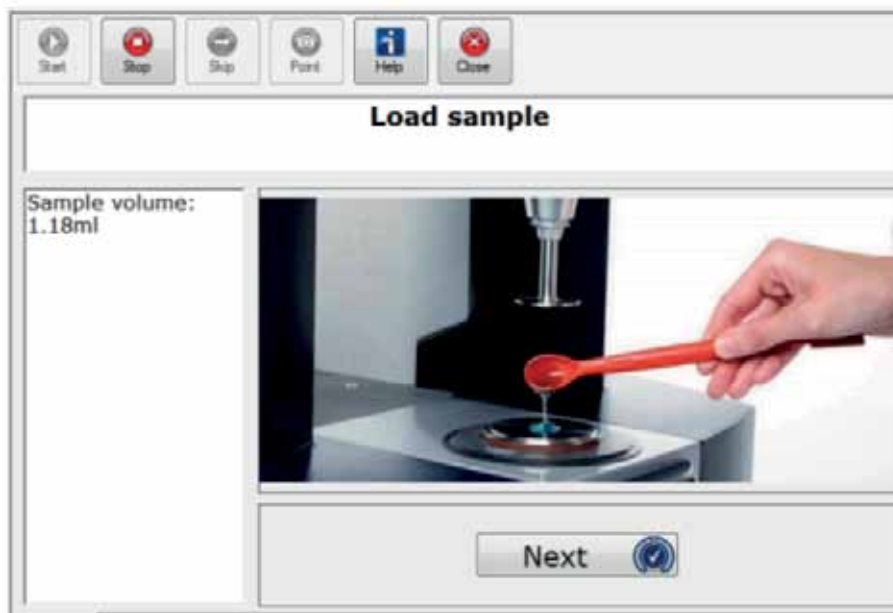 Start
Stop
Skip
Point
Help
Close
Load sample
Sample volume:
1.18ml
Next